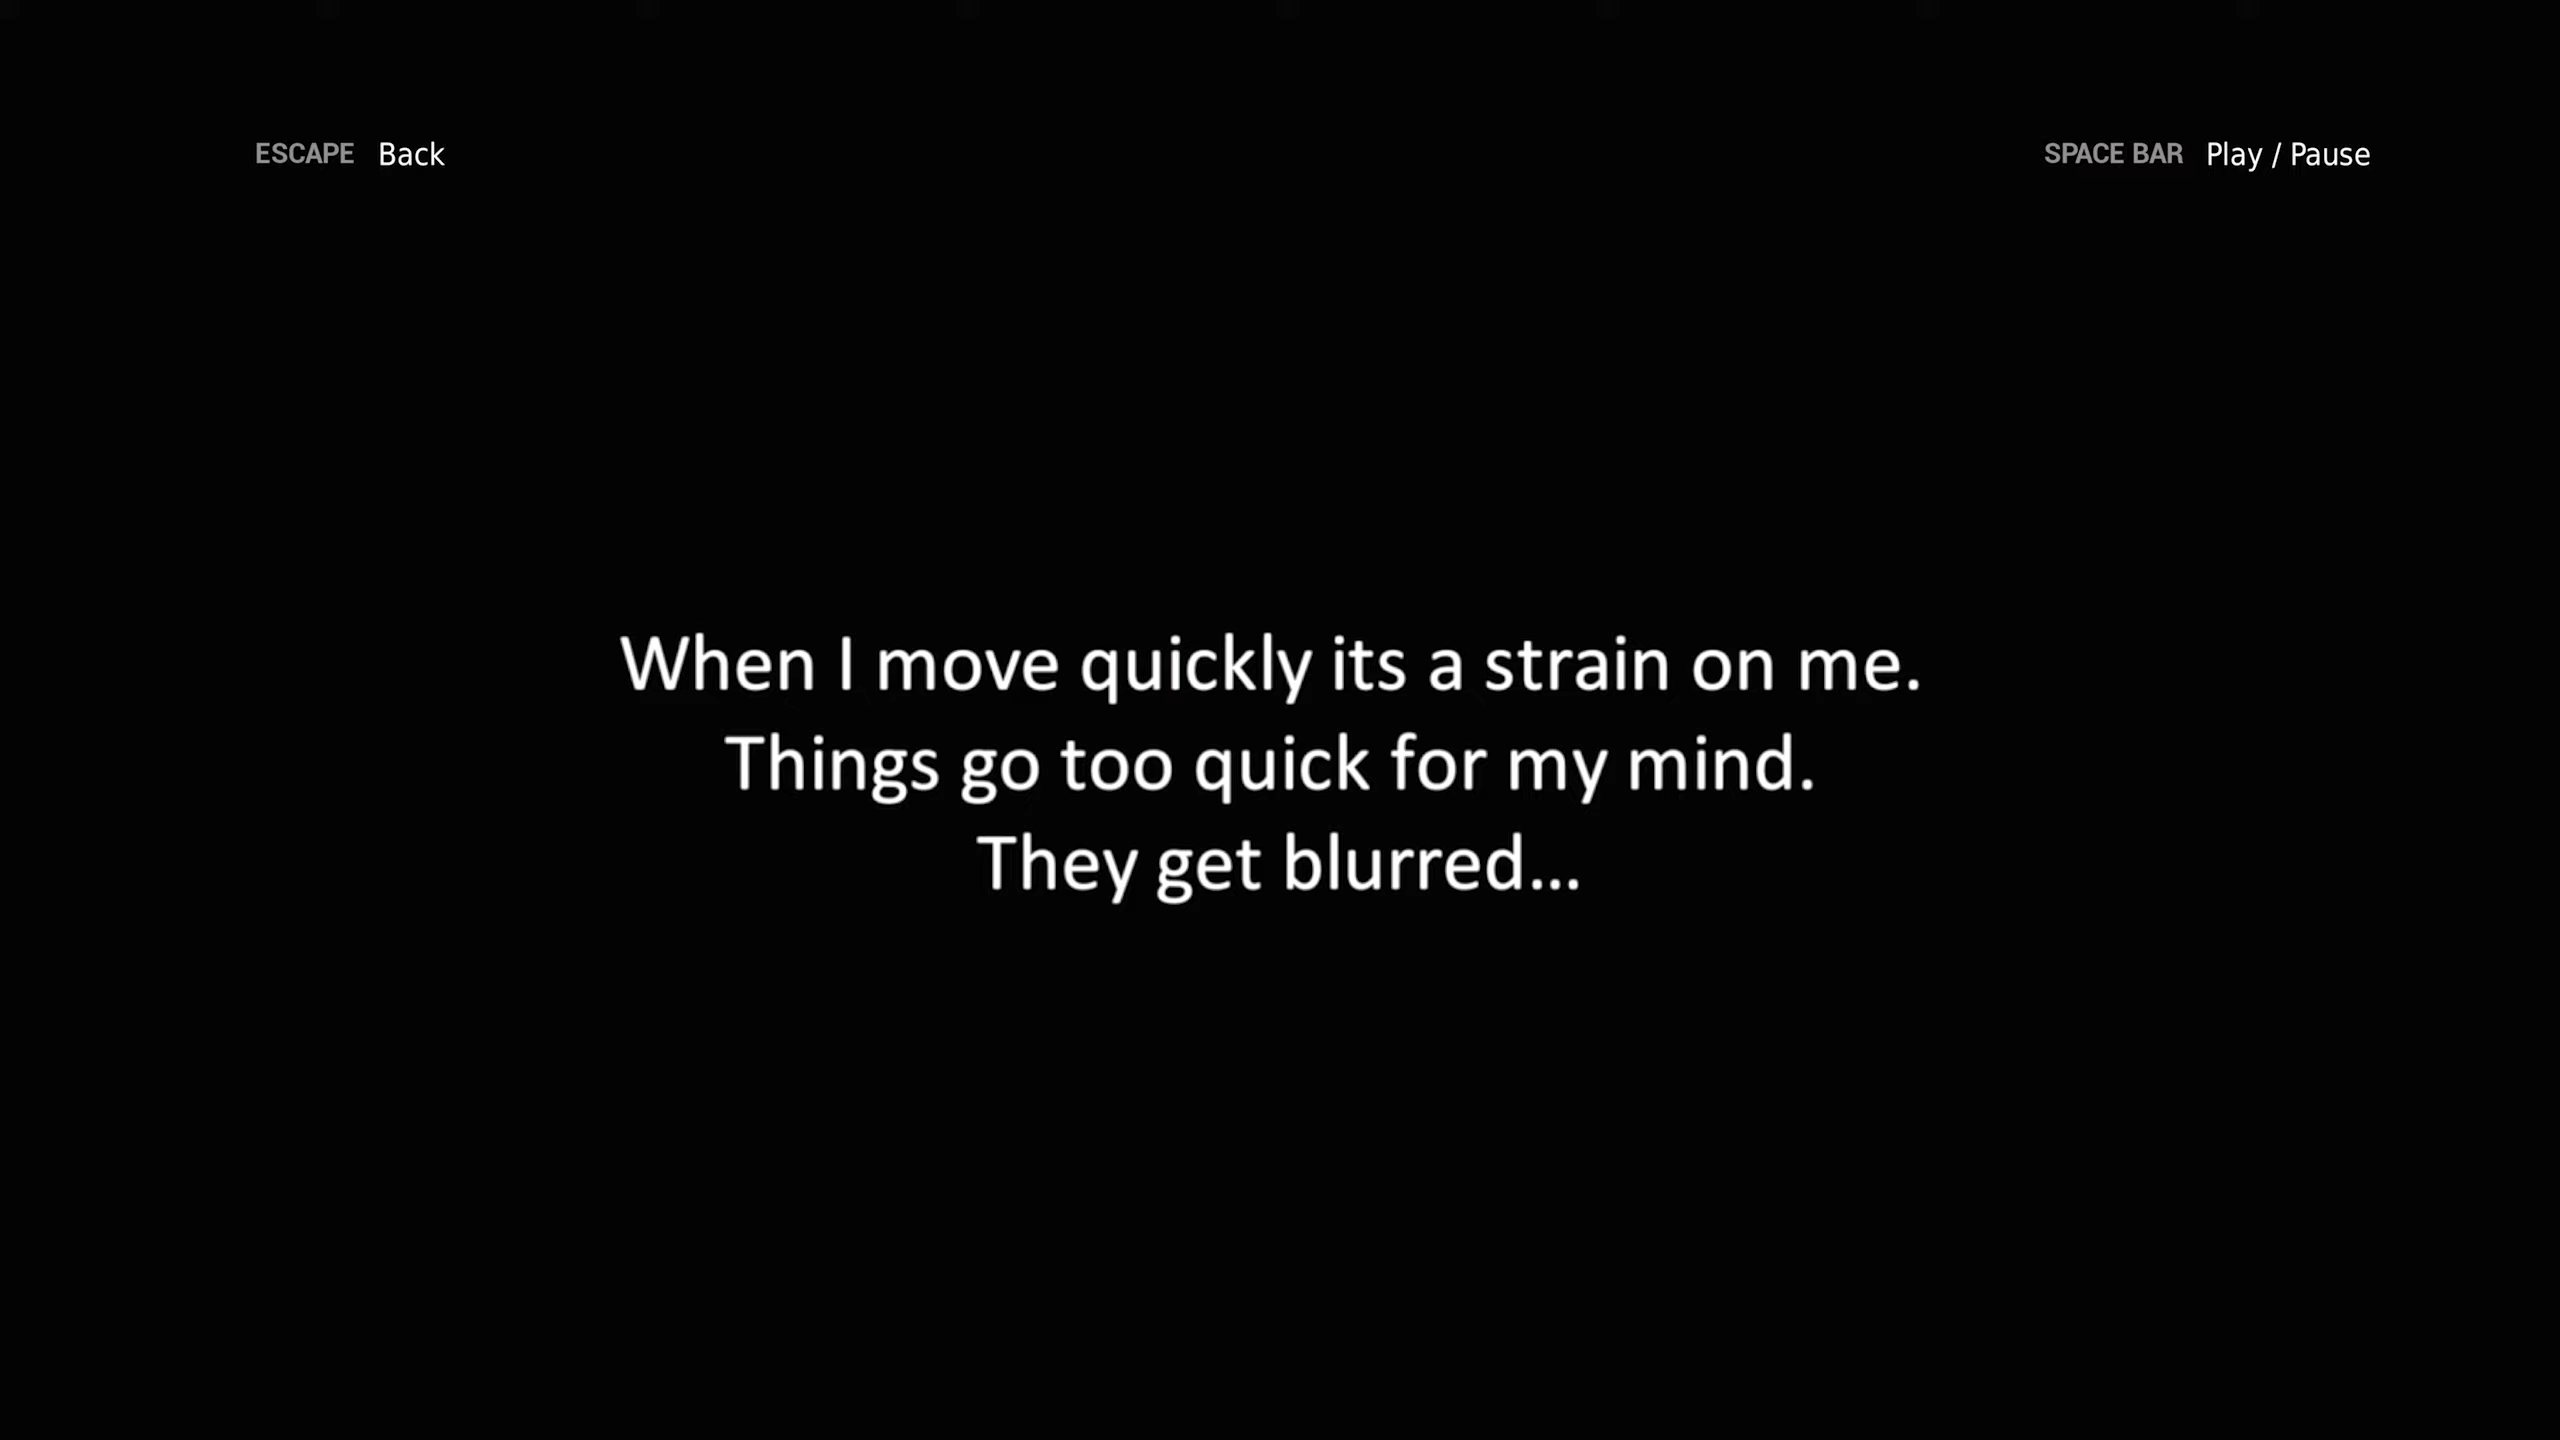 ESCAPE Back
SPACE BAR Play / Pause
When I move quickly its a strain on me.
Things go too quick for my mind.
They get blurred...